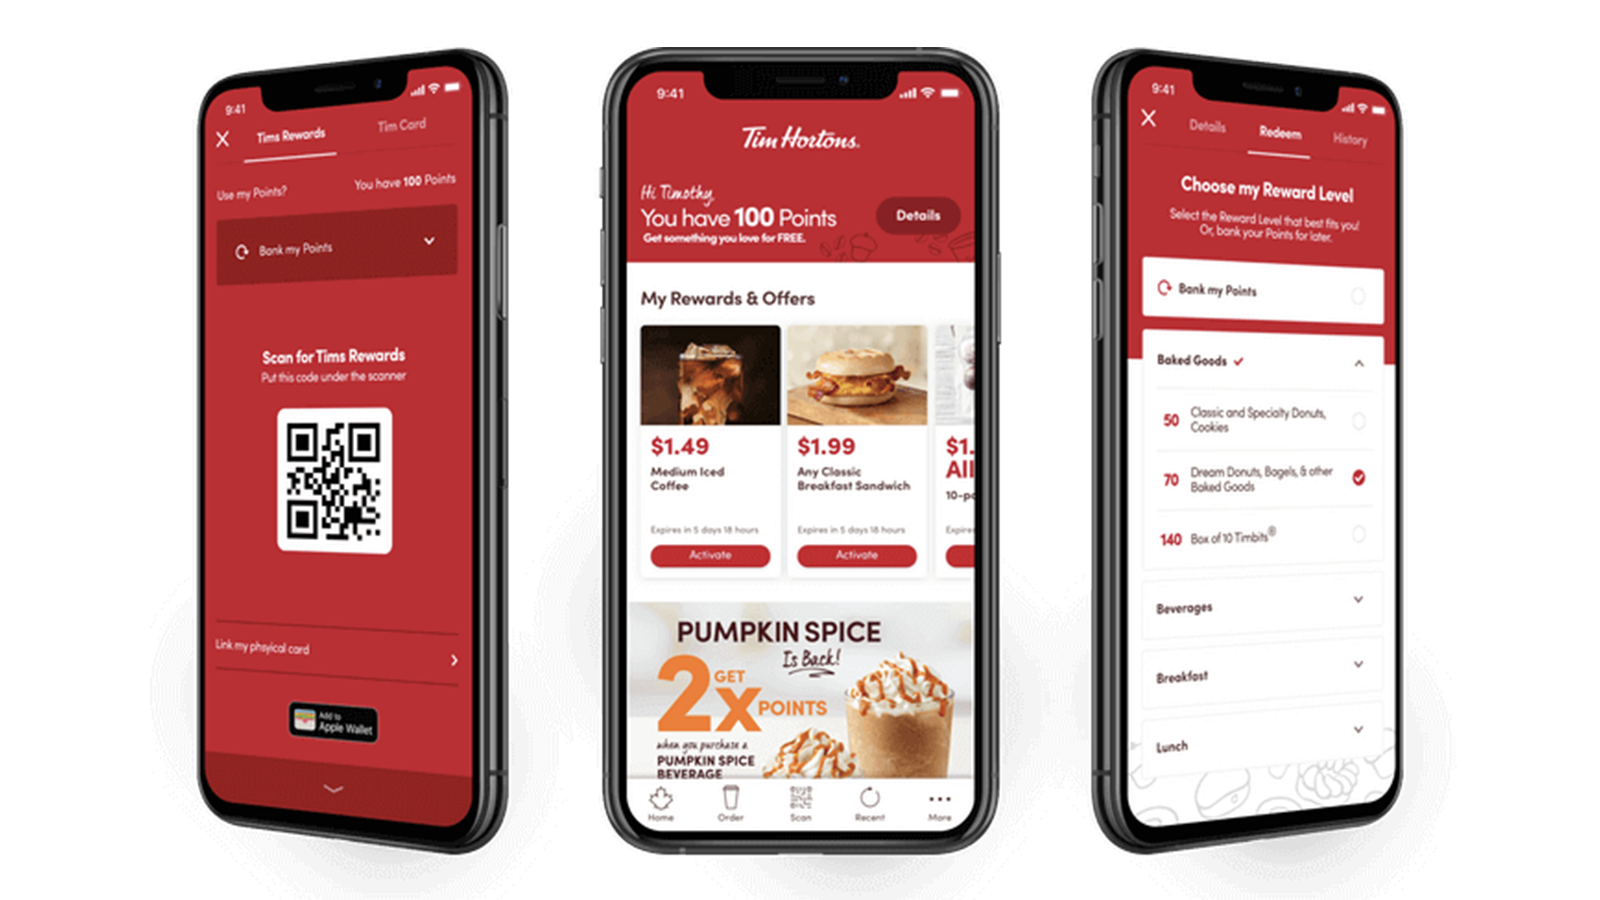 9:41
Tims Rewards
Tim Card
Use my Points?
You have 100 Points
Bank my Points
Scan for Tims Rewards
Put this code under the scanner
Link my phsyical card
Add to
Apple Wallet
9:41
Tim Hortons.
Hi Timothy,
You have 100 Points
Get something you love for FREE.
Details
My Rewards & Offers
$1.49
Medium Iced
Coffee
Expires in 5 days 18 hours
Activate
$1.99
Any Classic
Breakfast Sandwich
Expires in 5 days 18 hours
Activate
$1.
All
10-pa
Expires
PUMPKIN SPICE
Is Back!
GET
2x POINTS
when you purchase a
PUMPKIN SPICE
BEVERAGE
Home
Order
Scan
Recent
More
9:41
Details
Redeem
History
Choose my Reward Level
Select the Reward Level that best fits you!
Or, bank your Points for later.
Bank my Points
Baked Goods
50 Classic and Specialty Donuts,
Cookies
70 Dream Donuts, Bagels, & other
Baked Goods
140 Box of 10 Timbits®
Beverages
Breakfast
Lunch